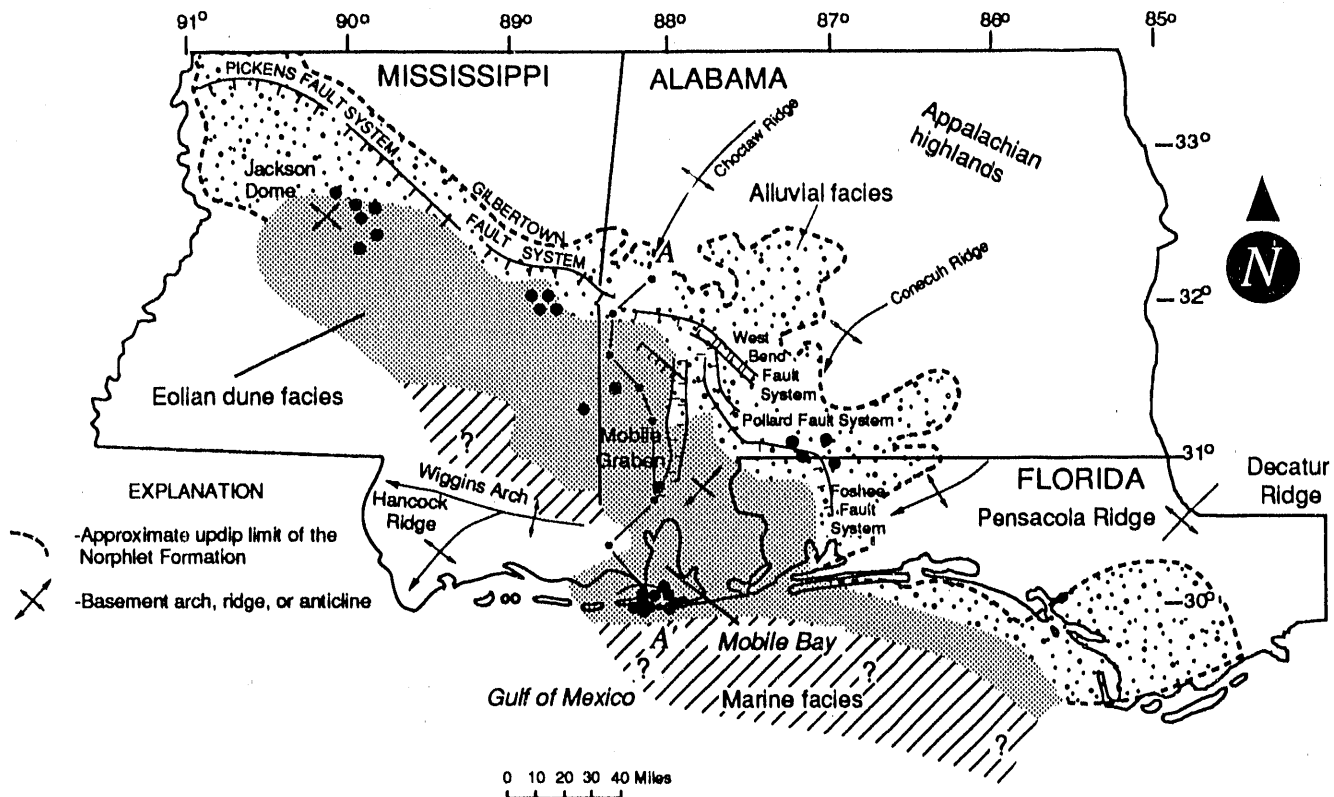 91° 90° 89° 88° 87° 86° 85°
PICKENS FAULT SYSTEM
MISSISSIPPI
ALABAMA
Choctaw Ridge
Appalachian
highlands
33°
Jackson
Dome
GILBERTOWN
FAULT SYSTEM
Alluvial facies
A
Conecuh Ridge
N
32°
West
Bend
Fault
System
Eolian dune facies
Pollard Fault System
?
Mobile
Graben
31°
EXPLANATION
Wiggins Arch
Hancock
Ridge
Foshee
Fault
System
FLORIDA
Pensacola Ridge
Decatur
Ridge
-Approximate updip limit of the
Norphlet Formation
-Basement arch, ridge, or anticline
30°
A
Mobile Bay
?
?
Gulf of Mexico
Marine facies
?
0 10 20 30 40 Miles